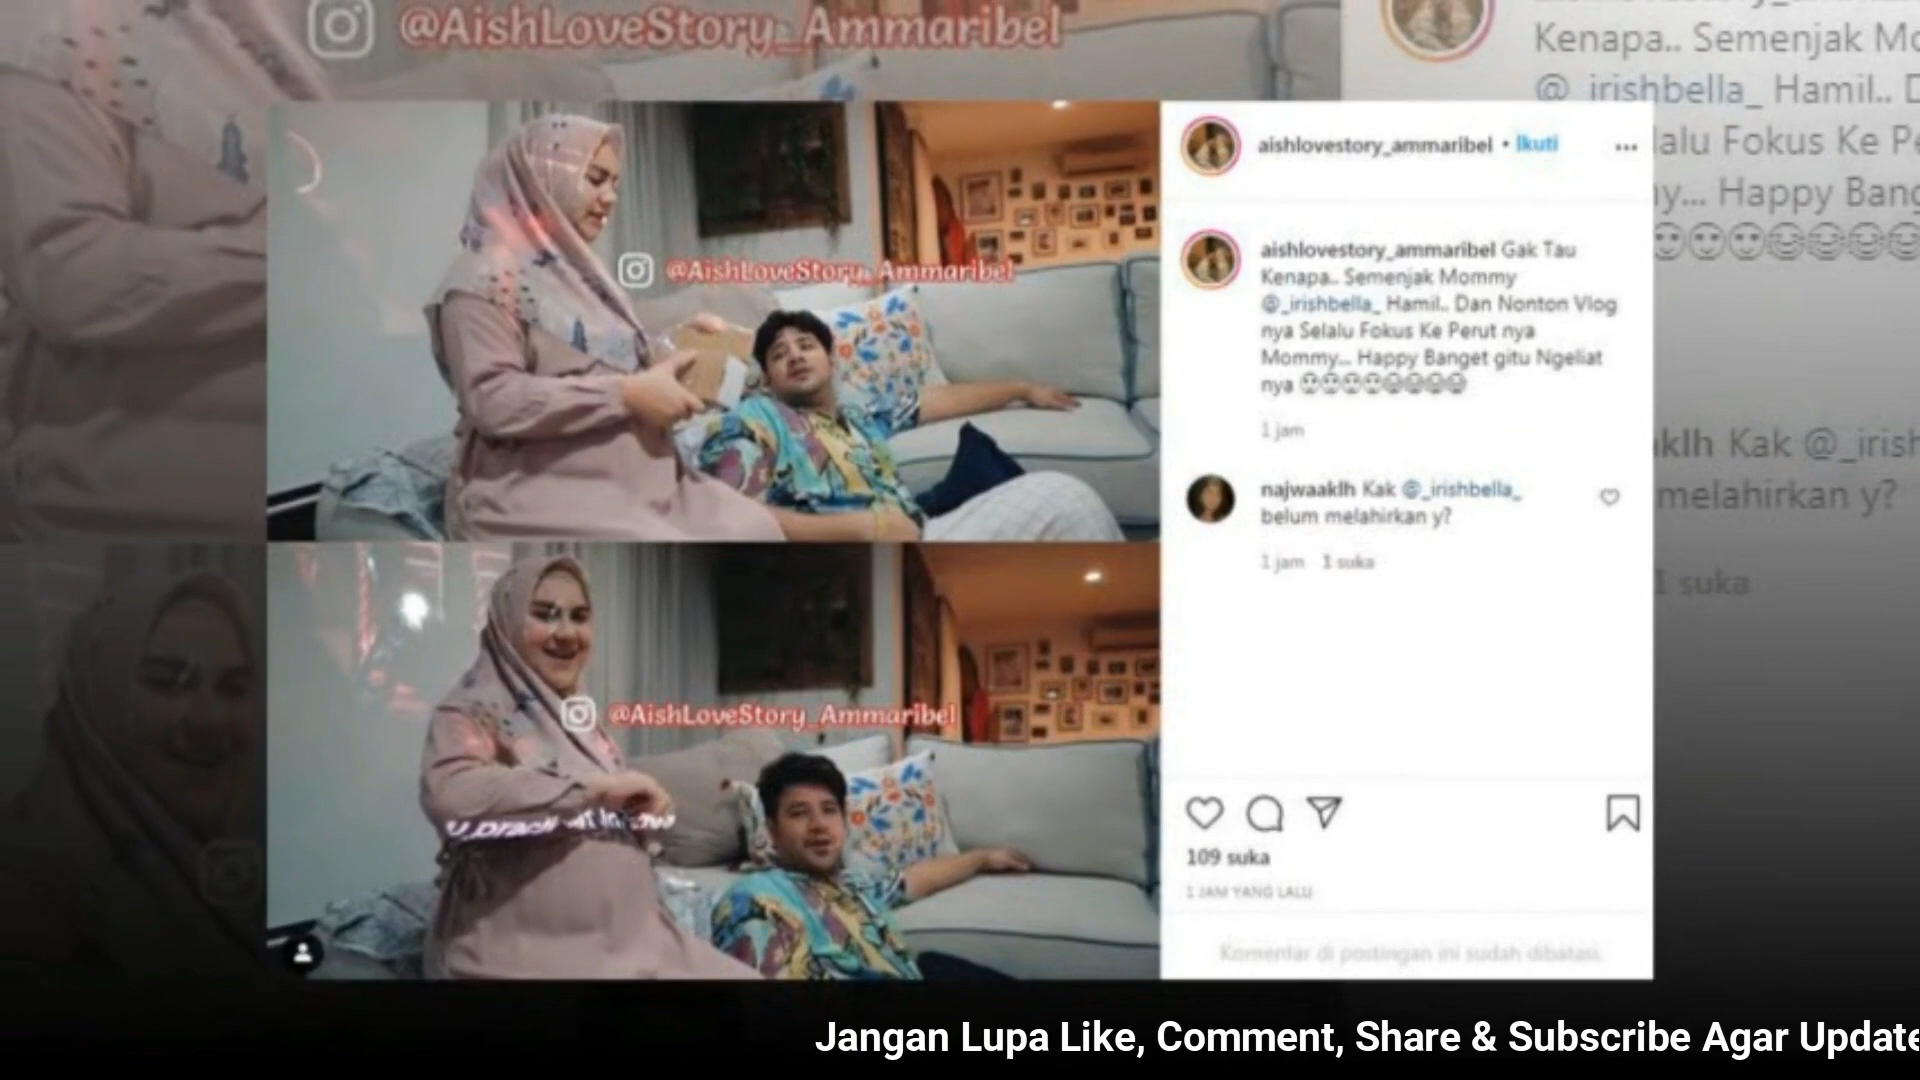 @AishLoveStory_Ammaribel
Kenapa.. Semenjak Mo
@_irishbella_ Hamil.. D
lalu Fokus Ke Pe
ny... Happy Bang
klh Kak @_irish
melahirkan y?
1 suka
@AishLoveStory_Ammaribel
@AishLoveStory_Ammaribel
aishlovestory_ammaribel • Ikuti
aishlovestory_ammaribel Gak Tau
Kenapa.. Semenjak Mommy
@_irishbella_ Hamil.. Dan Nonton Vlog
nya Selalu Fokus Ke Perut nya
Mommy... Happy Banget gitu Ngeliat
nya
1 jam
najwaaklh Kak @_irishbella_
belum melahirkan y?
1 jam 1 suka
109 suka
1 JAM YANG LALU
Komentar di postingan ini sudah dibatasi.
Jangan Lupa Like, Comment, Share & Subscribe Agar Update